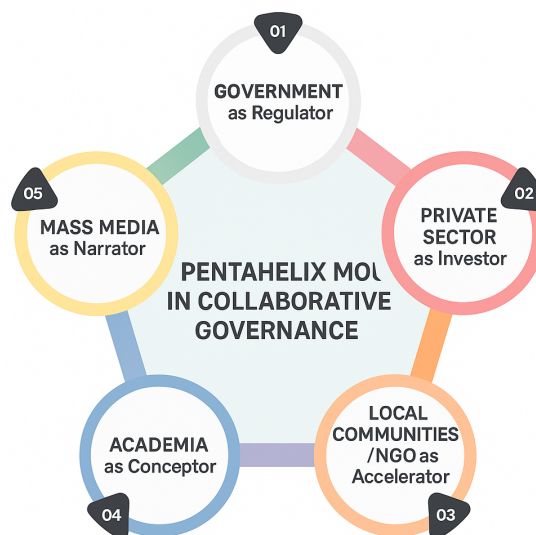 01
GOVERNMENT
as Regulator
02
PRIVATE
SECTOR
as Investor
05
MASS MEDIA
as Narrator
PENTAHELIX
IN COLLABORATIVE
GOVERNANCE
LOCAL
COMMUNITIES
/NGO as
Accelerator
03
ACADEMIA
as Conceptor
04